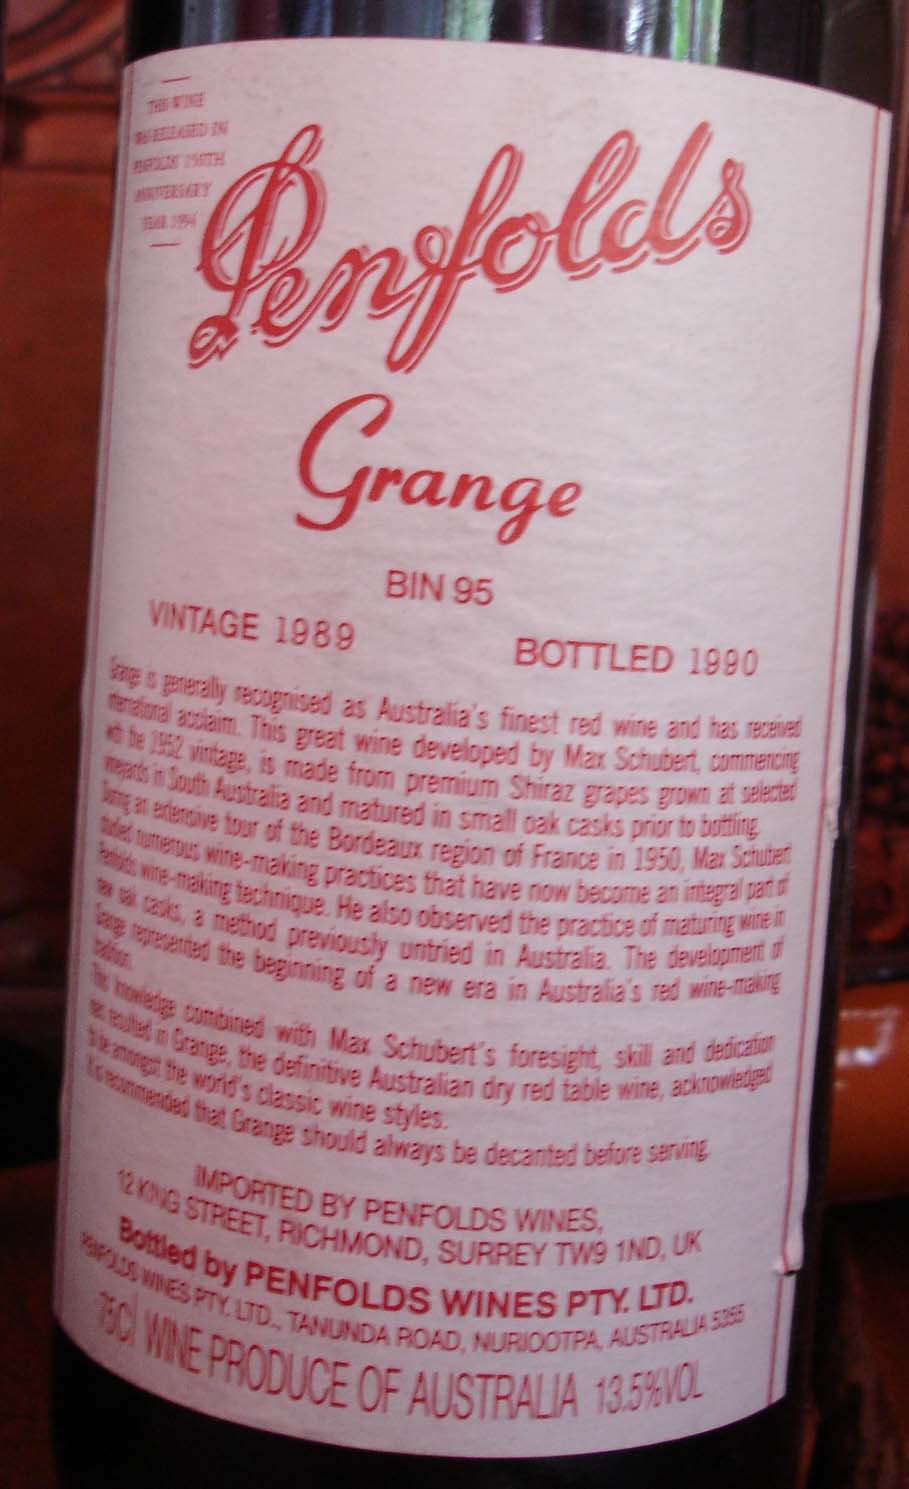 THIS WINE
WAS RELEASED IN
PENFOLDS 150TH
ANNIVERSARY
YEAR 1994
Penfolds
Grange
BIN 95
VINTAGE 1989
BOTTLED 1990
Grange is generally recognised as Australia's finest red wine and has received
international acclaim. This great wine developed by Max Schubert, commencing
with the 1952 vintage, is made from premium Shiraz grapes grown at selected
vineyards in South Australia and matured in small oak casks prior to bottling.
During an extensive tour of the Bordeaux region of France in 1950, Max Schubert
studied numerous wine-making practices that have now become an integral part of
Penfolds wine-making technique. He also observed the practice of maturing wine in
new oak casks, a method previously untried in Australia. The development of
Grange represented the beginning of a new era in Australia's red wine-making
tradition.
This knowledge combined with Max Schubert's foresight, skill and dedication
has resulted in Grange, the definitive Australian dry red table wine, acknowledged
to be amongst the world's classic wine styles.
It is recommended that Grange should always be decanted before serving.
IMPORTED BY PENFOLDS WINES,
12 KING STREET, RICHMOND, SURREY TW9 1ND, UK
Bottled by PENFOLDS WINES PTY. LTD.
PENFOLDS WINES PTY. LTD., TANUNDA ROAD, NURIOOTPA, AUSTRALIA 5355
75Cl WINE PRODUCE OF AUSTRALIA 13.5%VOL